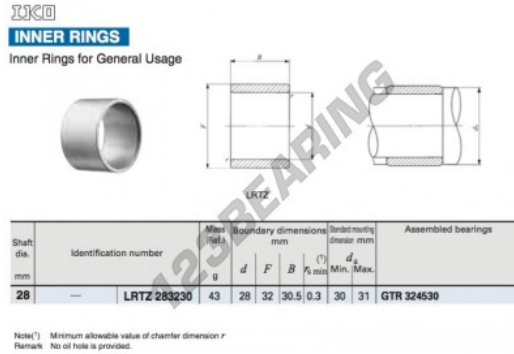 IKO
INNER RINGS
Inner Rings for General Usage
B
r
r
F
d
dₐ
LRTZ
123BEARING
Shaft dia. mm
Identification number
Mass (Ref.) g
Boundary dimensions mm
d F B rs min(¹)
Standard mounting dimension mm
da
Min. Max.
Assembled bearings
28 — LRTZ 283230 43 28 32 30.5 0.3 30 31 GTR 324530
Note(¹) Minimum allowable value of chamfer dimension r
Remark No oil hole is provided.